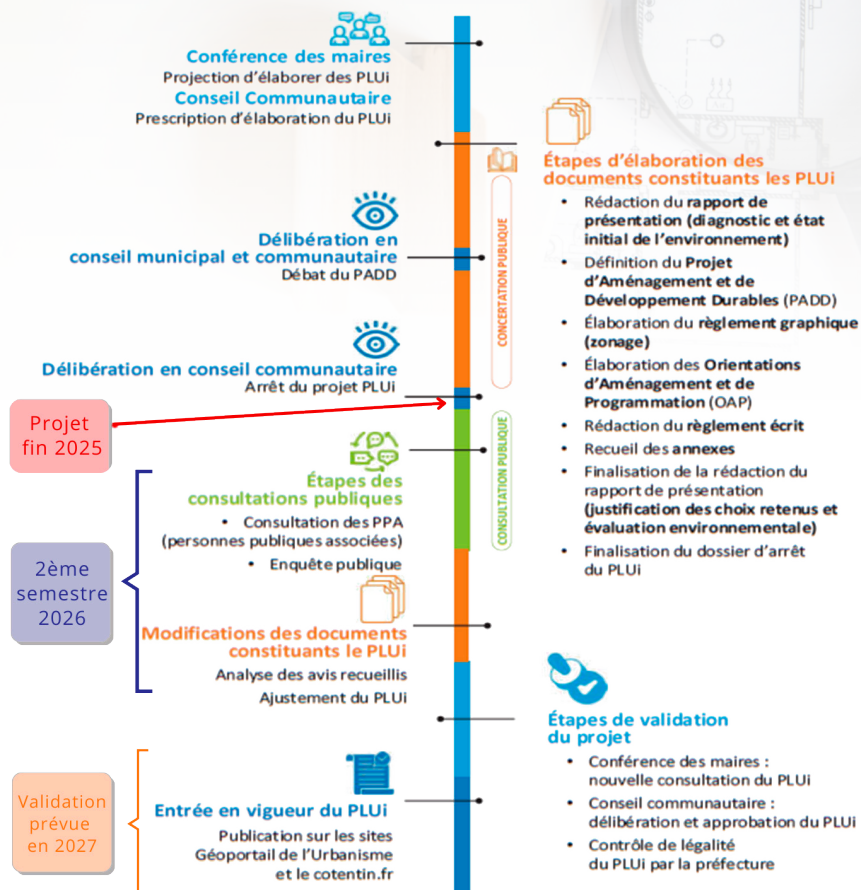 Conférence des maires
Projection d'élaborer des PLUi
Conseil Communautaire
Prescription d'élaboration du PLUi
Étapes d'élaboration des
documents constituants les PLUi
• Rédaction du rapport de
présentation (diagnostic et état
initial de l'environnement)
• Définition du Projet
d'Aménagement et de
Développement Durables (PADD)
• Élaboration du règlement graphique
(zonage)
• Élaboration des Orientations
d'Aménagement et de
Programmation (OAP)
• Rédaction du règlement écrit
• Recueil des annexes
• Finalisation de la rédaction du
rapport de présentation
(justification des choix retenus et
évaluation environnementale)
• Finalisation du dossier d'arrêt
du PLUi
CONCERTATION PUBLIQUE
Délibération en
conseil municipal et communautaire
Débat du PADD
Délibération en conseil communautaire
Arrêt du projet PLUi
Projet
fin 2025
CONSULTATION PUBLIQUE
Étapes des
consultations publiques
• Consultation des PPA
(personnes publiques associées)
• Enquête publique
2ème
semestre
2026
Modifications des documents
constituants le PLUi
Analyse des avis recueillis
Ajustement du PLUi
Étapes de validation
du projet
• Conférence des maires :
nouvelle consultation du PLUi
• Conseil communautaire :
délibération et approbation du PLUi
• Contrôle de légalité
du PLUi par la préfecture
Validation
prévue
en 2027
Entrée en vigueur du PLUi
Publication sur les sites
Géoportail de l'Urbanisme
et le cotentin.fr